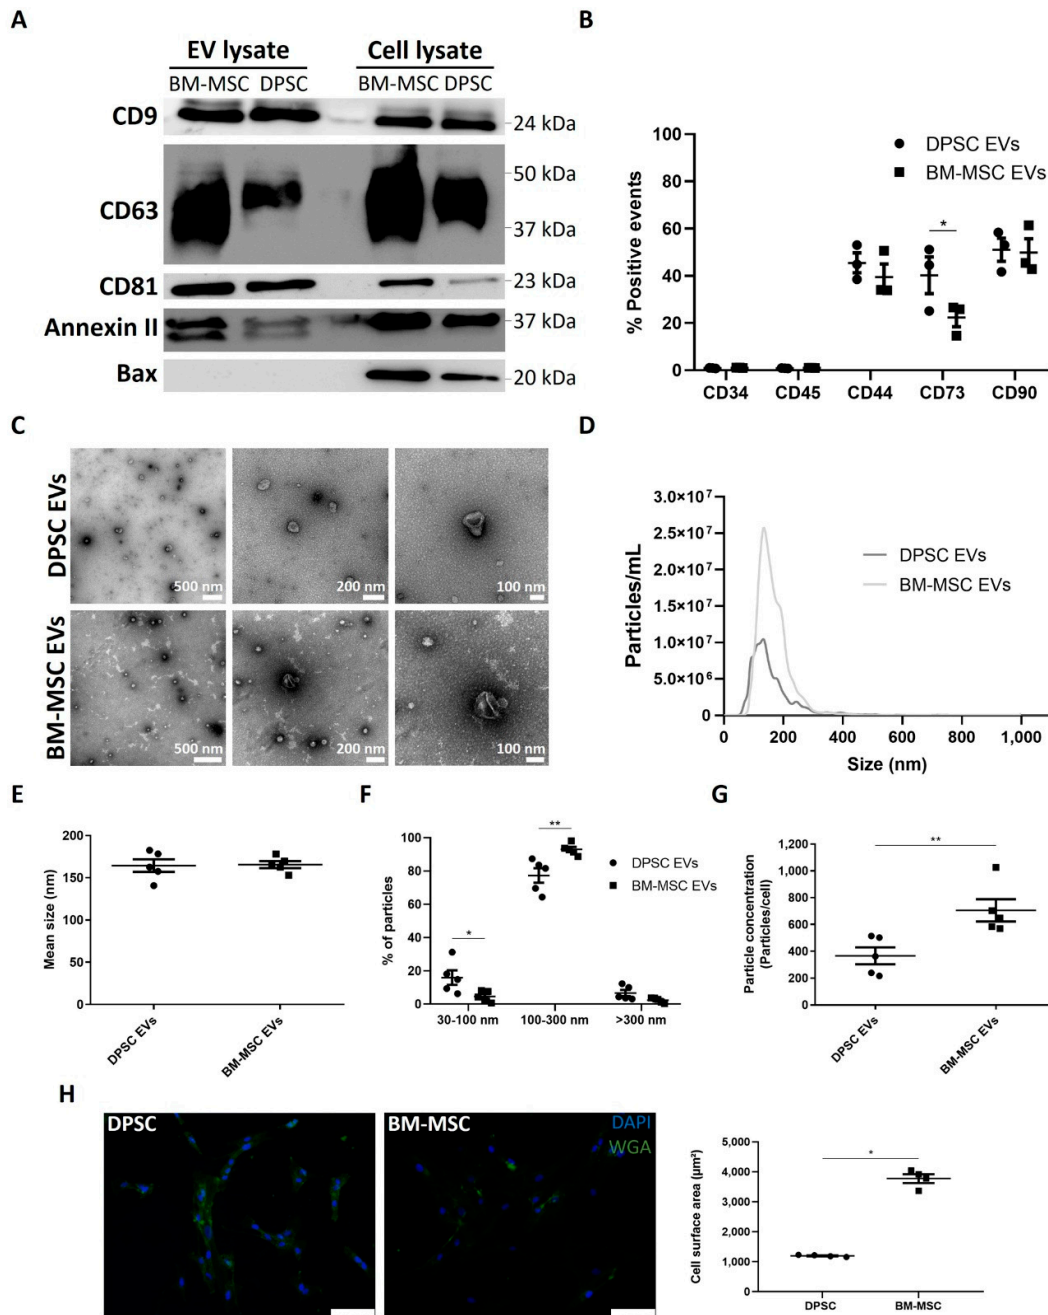 A
EV lysate Cell lysate
BM-MSC DPSC BM-MSC DPSC
CD9
24 kDa
CD63
50 kDa
37 kDa
CD81
23 kDa
Annexin II
37 kDa
Bax
20 kDa
B
% Positive events
100
80
60
40
20
0
DPSC EVs
BM-MSC EVs
*
CD34 CD45 CD44 CD73 CD90
C
DPSC EVs
500 nm 200 nm 100 nm
BM-MSC EVs
500 nm 200 nm 100 nm
D
Particles/mL
3.0×10⁷
2.5×10⁷
2.0×10⁷
1.5×10⁷
1.0×10⁷
5.0×10⁶
0
DPSC EVs
BM-MSC EVs
0 200 400 600 800 1,000
Size (nm)
E
Mean size (nm)
200
150
100
50
0
DPSC EVs BM-MSC EVs
F
% of particles
100
80
60
40
20
0
* **
DPSC EVs
BM-MSC EVs
30-100 nm 100-300 nm >300 nm
G
Particle concentration
(Particles/cell)
1,200
1,000
800
600
400
200
0
**
DPSC EVs BM-MSC EVs
H
DPSC BM-MSC DAPI
WGA
Cell surface area (µm²)
5,000
4,000
3,000
2,000
1,000
0
*
DPSC BM-MSC